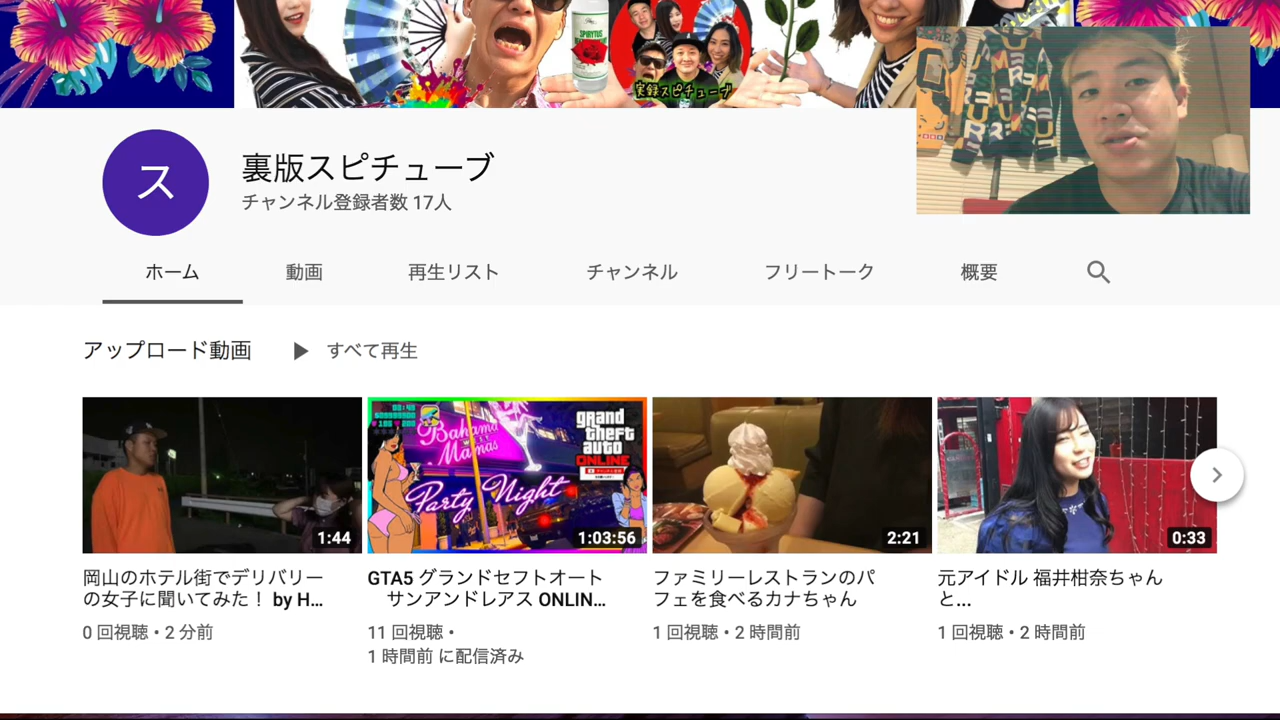 SPIRYTUS
実録スピチューブ
ス
裏版スピチューブ
チャンネル登録者数 17人
ホーム
動画
再生リスト
チャンネル
フリートーク
概要
アップロード動画
すべて再生
1:44
Bahama
Mamas
Party Night
grand
theft
auto
ONLINE
1:03:56
2:21
0:33
岡山のホテル街でデリバリー
の女子に聞いてみた！ by H...
0 回視聴・2 分前
GTA5 グランドセフトオート
サンアンドレアス ONLIN...
11 回視聴・
1 時間前 に配信済み
ファミリーレストランのパ
フェを食べるカナちゃん
1 回視聴・2 時間前
元アイドル 福井柑奈ちゃん
と...
1 回視聴・2 時間前